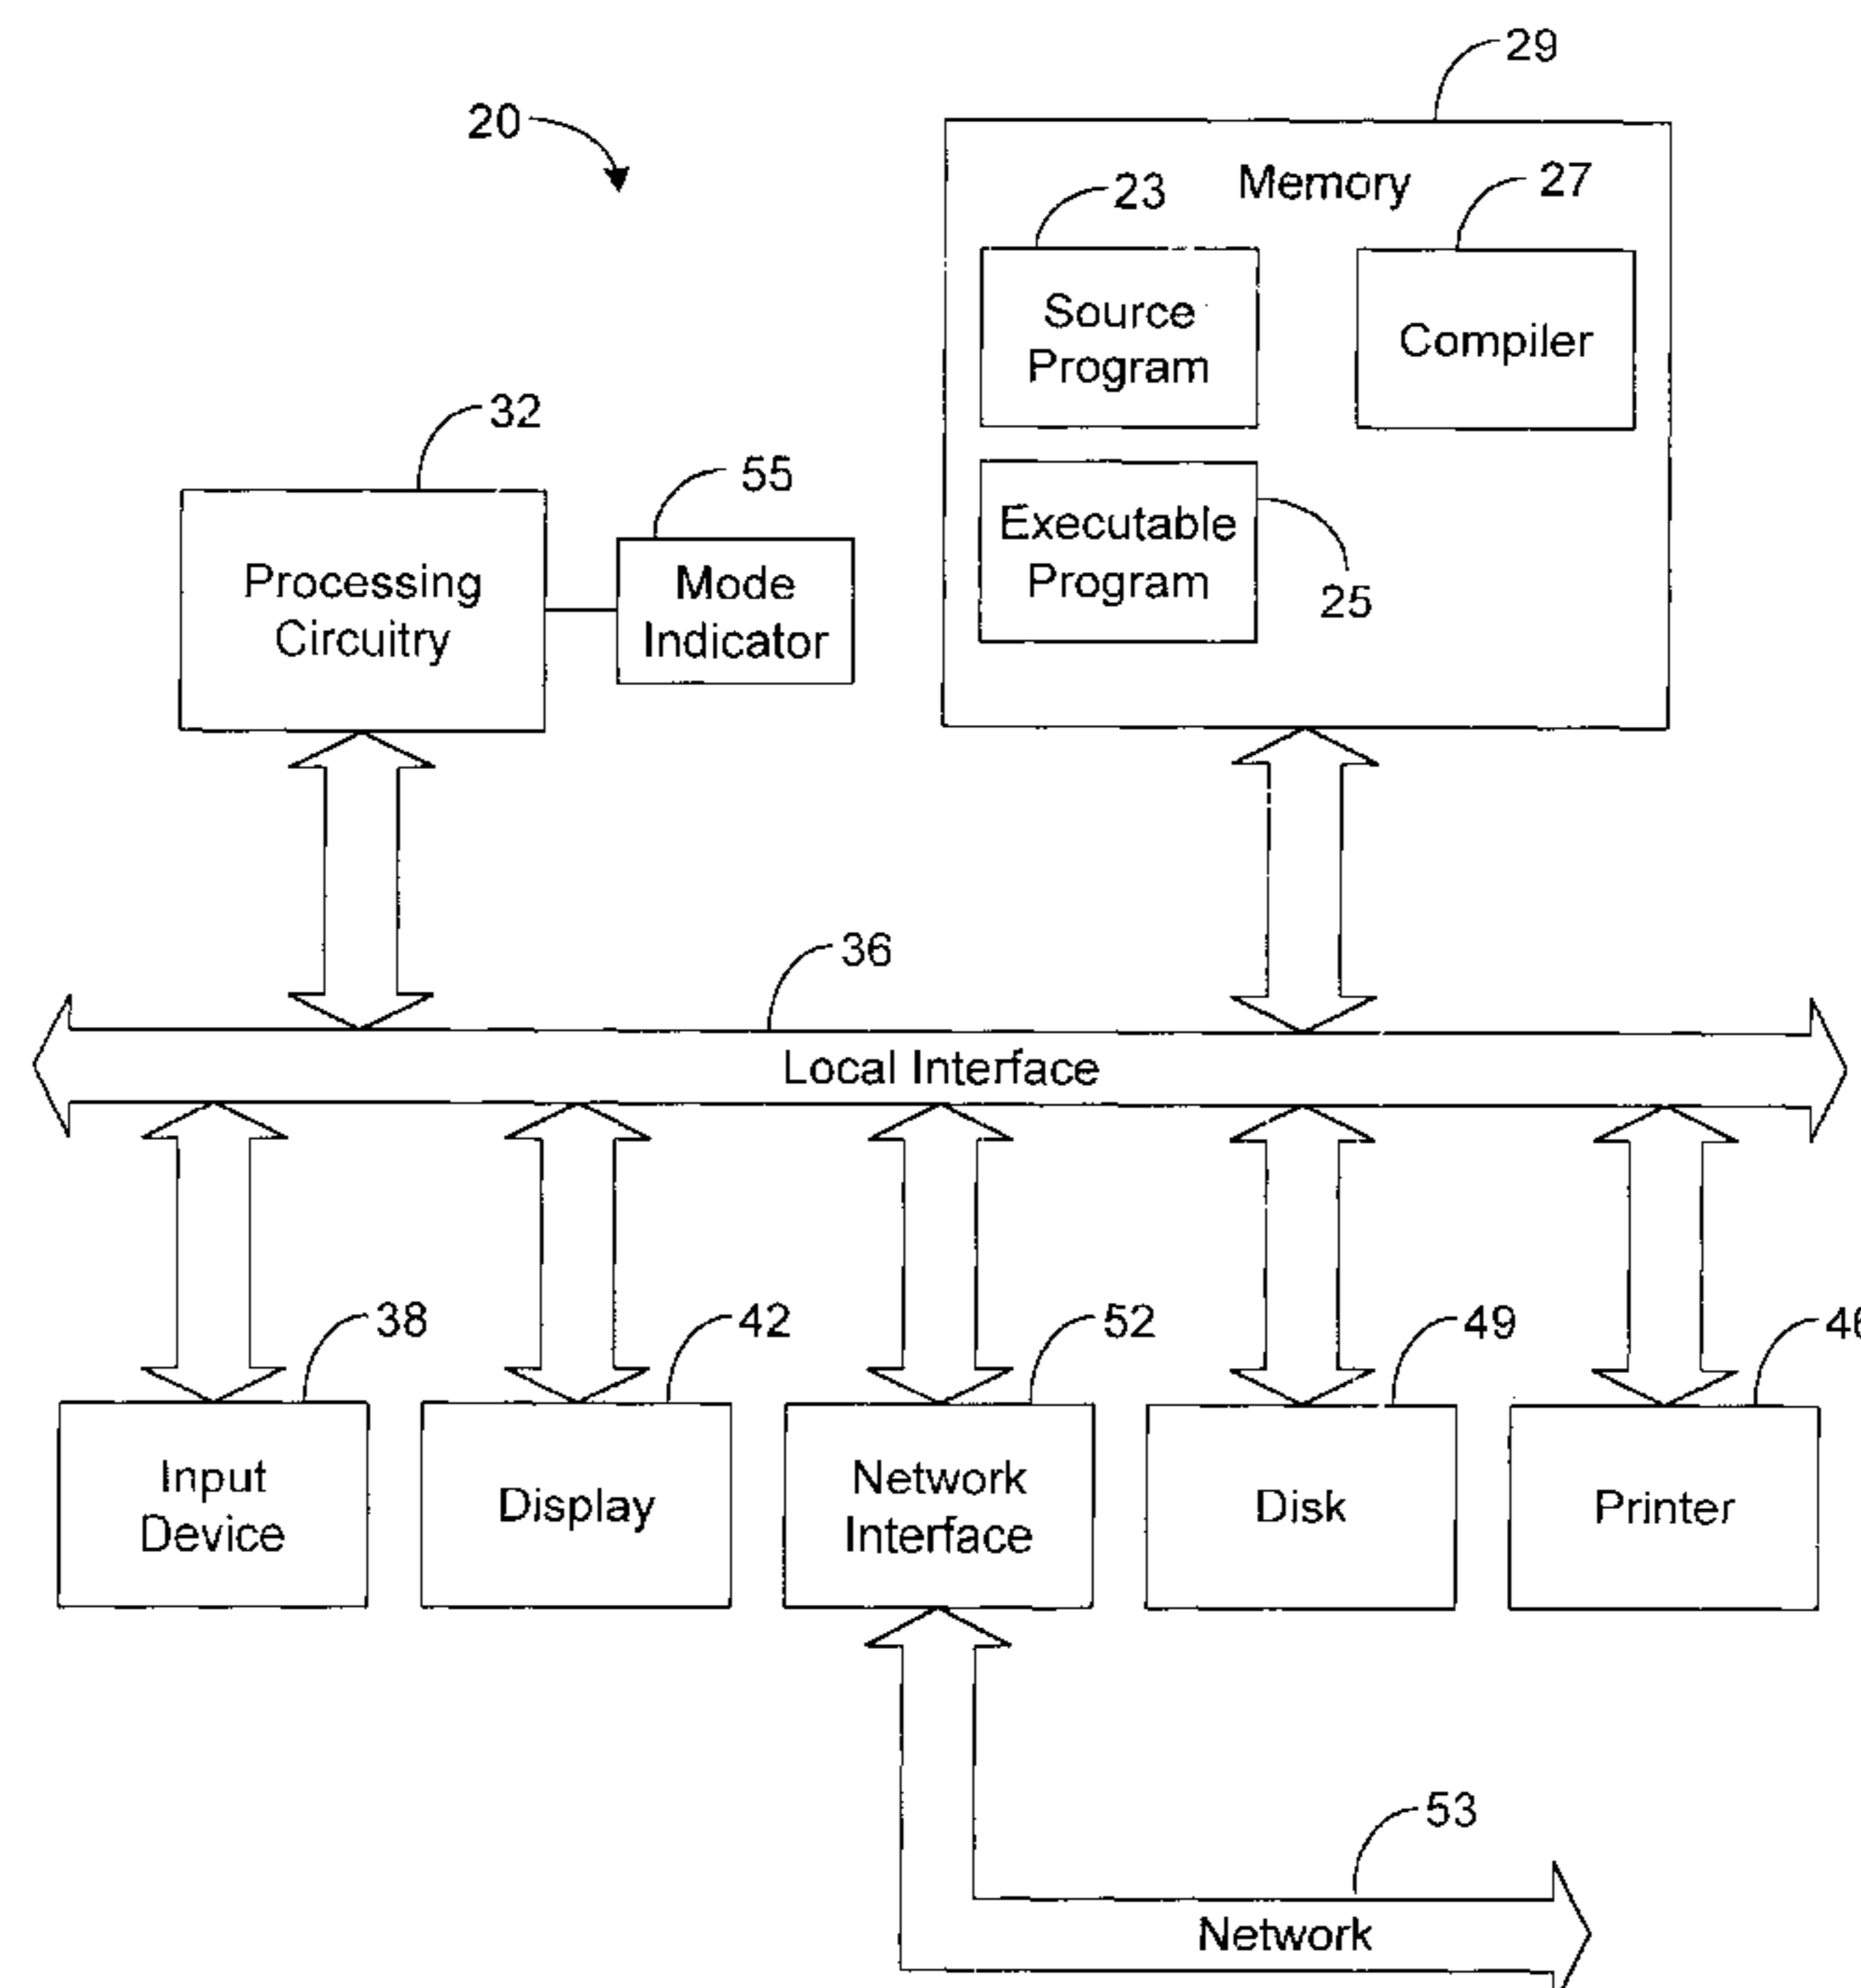 29
20
Memory
23
27
Source
Program
Compiler
32
55
Executable
Program
25
Processing
Circuitry
Mode
Indicator
36
Local Interface
38
42
52
49
46
Input
Device
Display
Network
Interface
Disk
Printer
53
Network